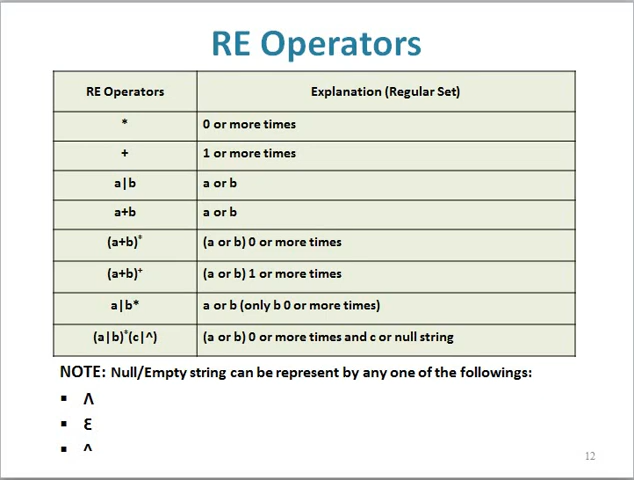 RE Operators
RE Operators Explanation (Regular Set)
* 0 or more times
+ 1 or more times
a|b a or b
a+b a or b
(a+b)* (a or b) 0 or more times
(a+b)+ (a or b) 1 or more times
a|b* a or b (only b 0 or more times)
(a|b)*(c|^) (a or b) 0 or more times and c or null string
NOTE: Null/Empty string can be represent by any one of the followings:
▪ Λ
▪ Ɛ
▪ ^
12